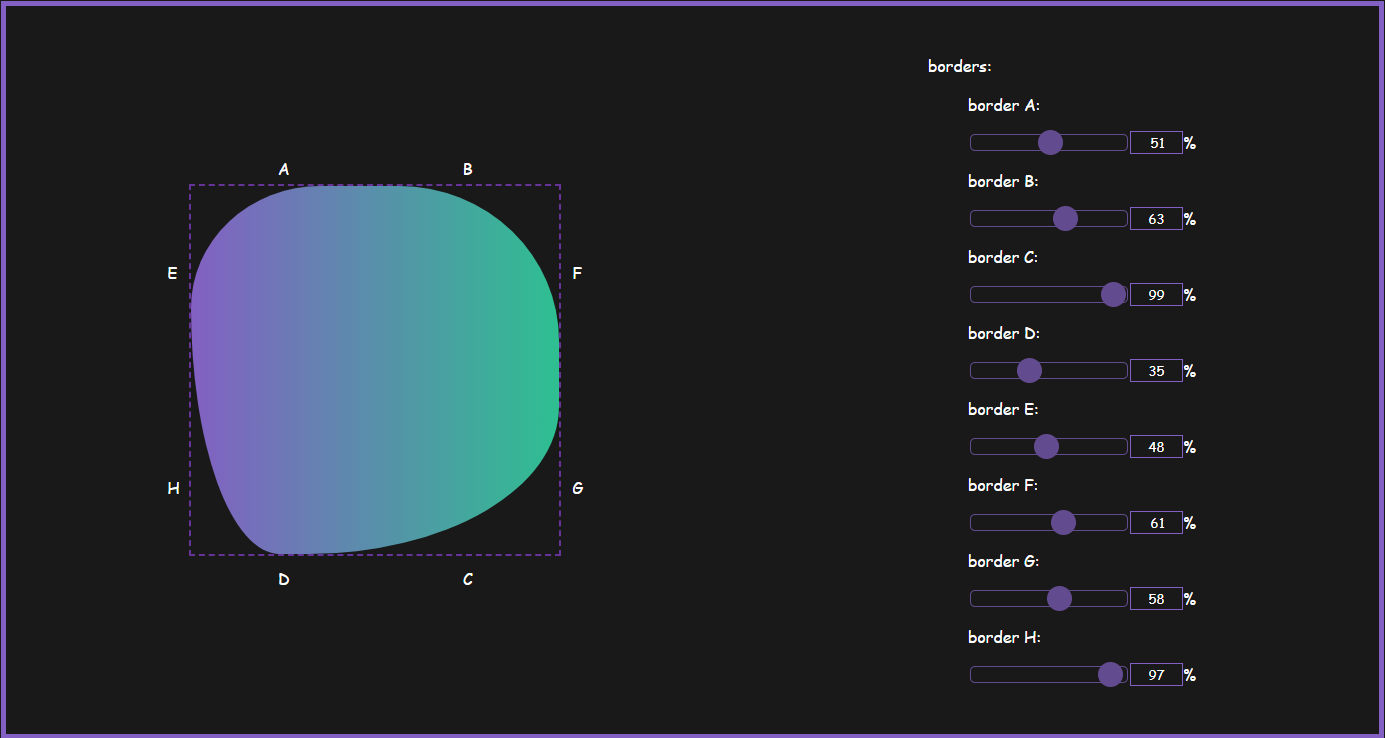 A B
E F
H G
D C
borders:
border A:
51 %
border B:
63 %
border C:
99 %
border D:
35 %
border E:
48 %
border F:
61 %
border G:
58 %
border H:
97 %